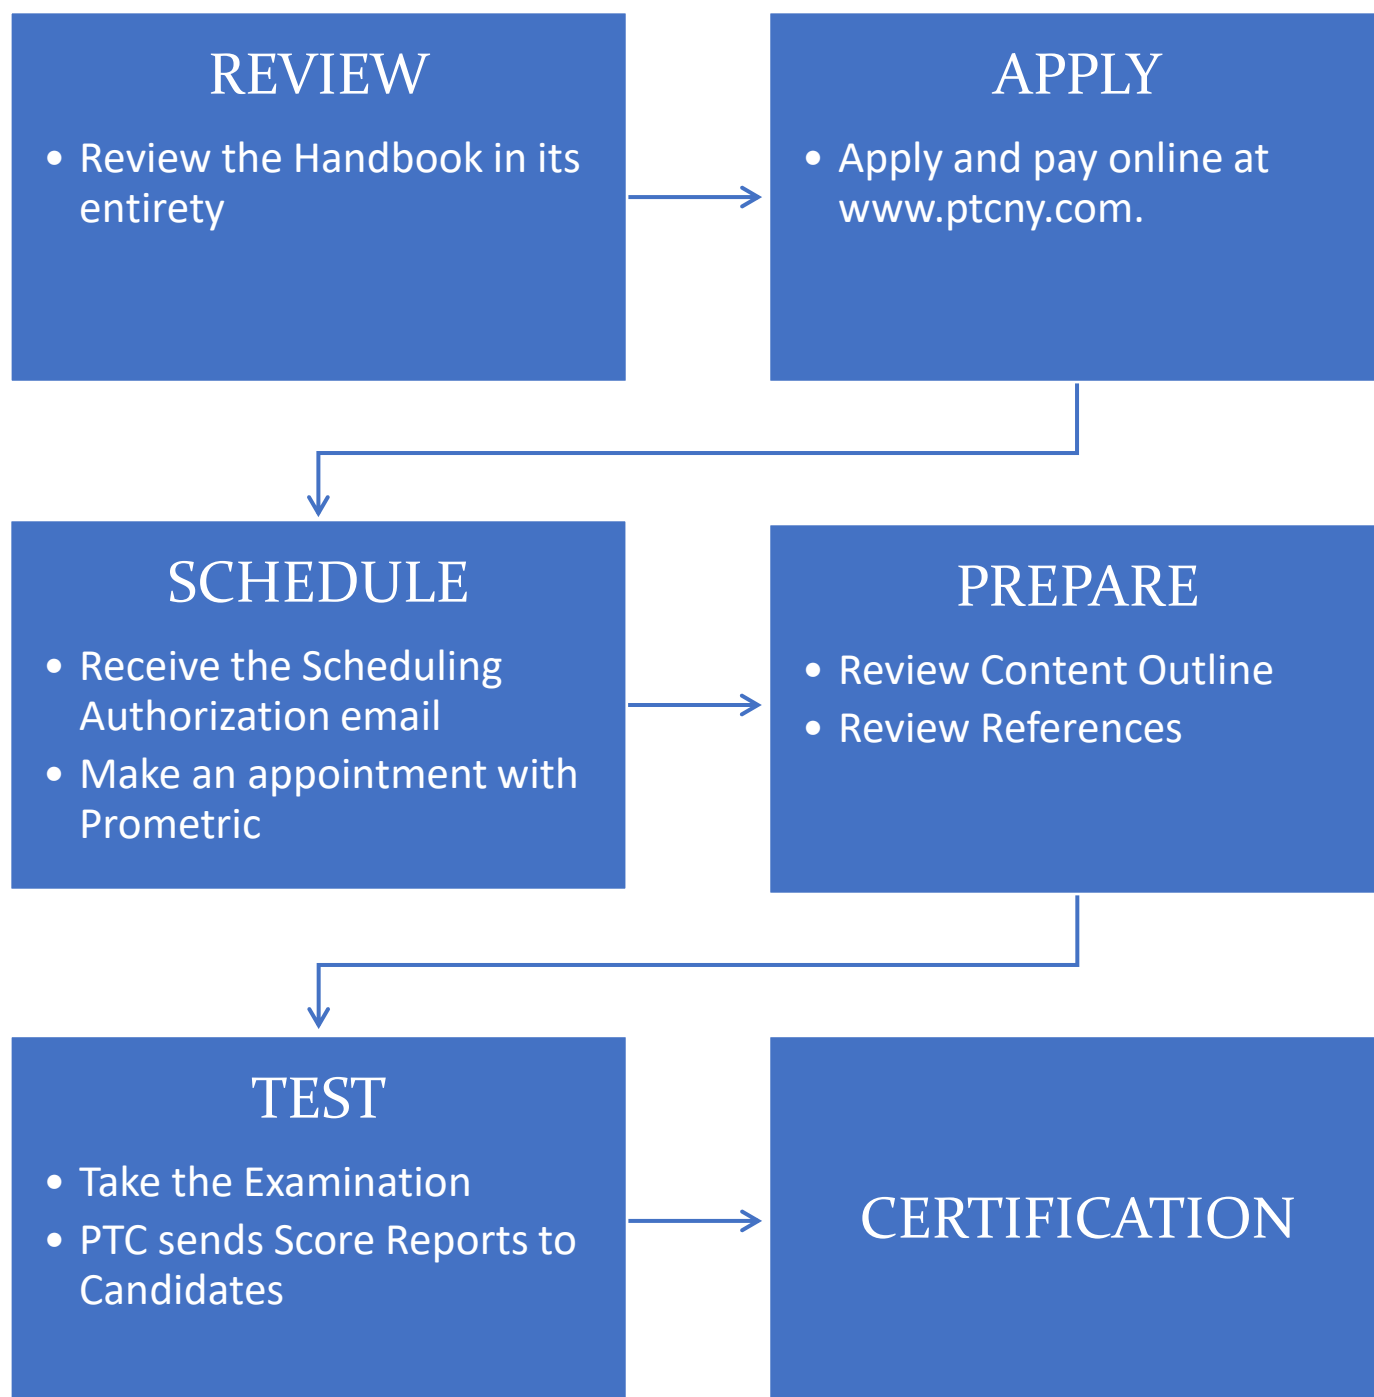 REVIEW
• Review the Handbook in its
entirety
APPLY
• Apply and pay online at
www.ptcny.com.
SCHEDULE
• Receive the Scheduling
Authorization email
• Make an appointment with
Prometric
PREPARE
• Review Content Outline
• Review References
TEST
• Take the Examination
• PTC sends Score Reports to
Candidates
CERTIFICATION